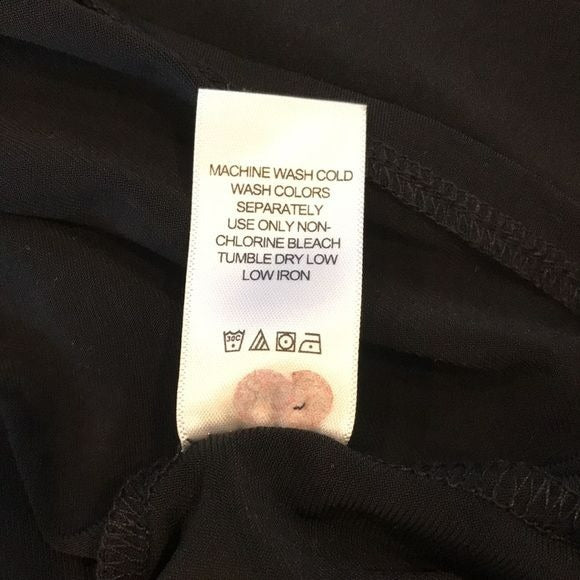 MACHINE WASH COLD
WASH COLORS
SEPARATELY
USE ONLY NON-
CHLORINE BLEACH
TUMBLE DRY LOW
LOW IRON
30C